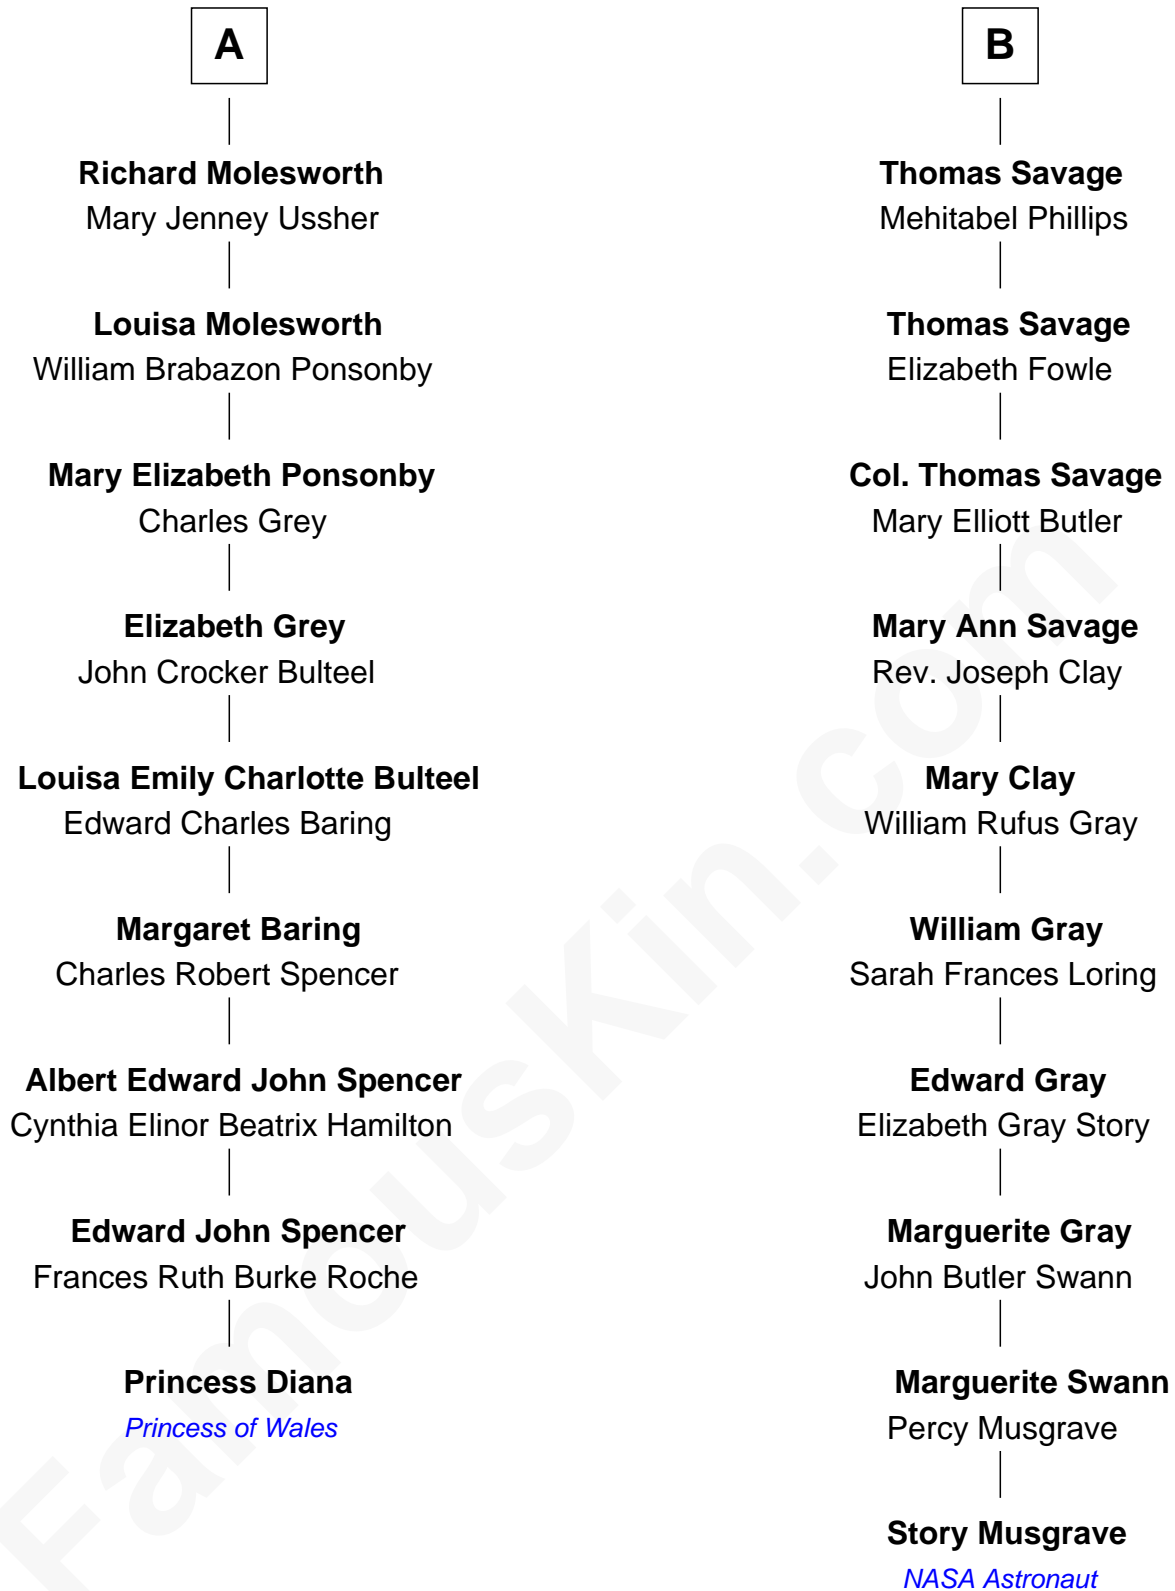 A
Richard Molesworth
Mary Jenney Ussher
Louisa Molesworth
William Brabazon Ponsonby
Mary Elizabeth Ponsonby
Charles Grey
Elizabeth Grey
John Crocker Bulteel
Louisa Emily Charlotte Bulteel
Edward Charles Baring
Margaret Baring
Charles Robert Spencer
Albert Edward John Spencer
Cynthia Elinor Beatrix Hamilton
Edward John Spencer
Frances Ruth Burke Roche
Princess Diana
Princess of Wales
B
Thomas Savage
Mehitabel Phillips
Thomas Savage
Elizabeth Fowle
Col. Thomas Savage
Mary Elliott Butler
Mary Ann Savage
Rev. Joseph Clay
Mary Clay
William Rufus Gray
William Gray
Sarah Frances Loring
Edward Gray
Elizabeth Gray Story
Marguerite Gray
John Butler Swann
Marguerite Swann
Percy Musgrave
Story Musgrave
NASA Astronaut
FamousKin.com